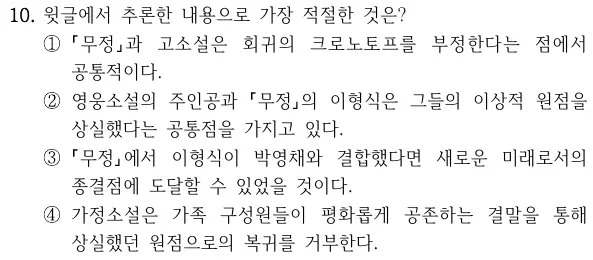 10. 윗글에서 추론한 내용으로 가장 적절한 것은?
① 「무정」과 고소설은 회귀의 크로노토프를 부정한다는 점에서
공통적이다.
② 영웅소설의 주인공과 「무정」의 이형식은 그들의 이상적 원점을
상실했다는 공통점을 가지고 있다.
③ 「무정」에서 이형식이 박영채와 결합했다면 새로운 미래로서의
종결점에 도달할 수 있었을 것이다.
④ 가정소설은 가족 구성원들이 평화롭게 공존하는 결말을 통해
상실했던 원점으로의 복귀를 거부한다.